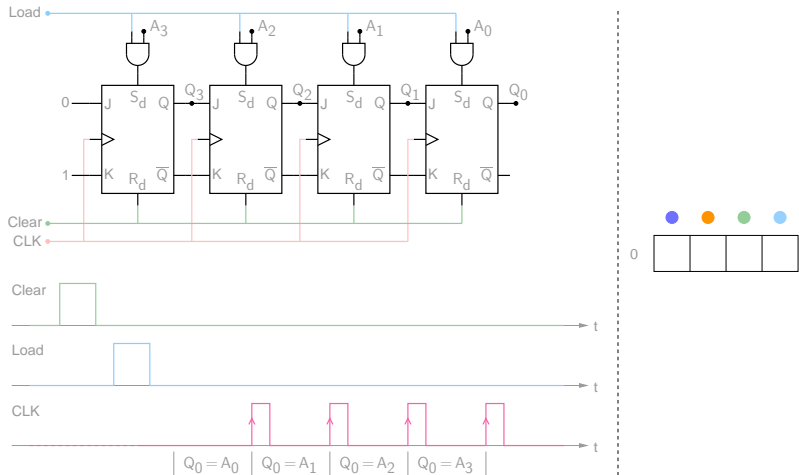 Load
A3 A2 A1 A0
Sd Sd Sd Sd
0 J Q Q3 J Q Q2 J Q Q1 J Q Q0
1 K Q̅ K Q̅ K Q̅ K Q̅
Rd Rd Rd Rd
Clear
CLK
0
Clear
t
Load
t
CLK
t
Q0=A0 Q0=A1 Q0=A2 Q0=A3